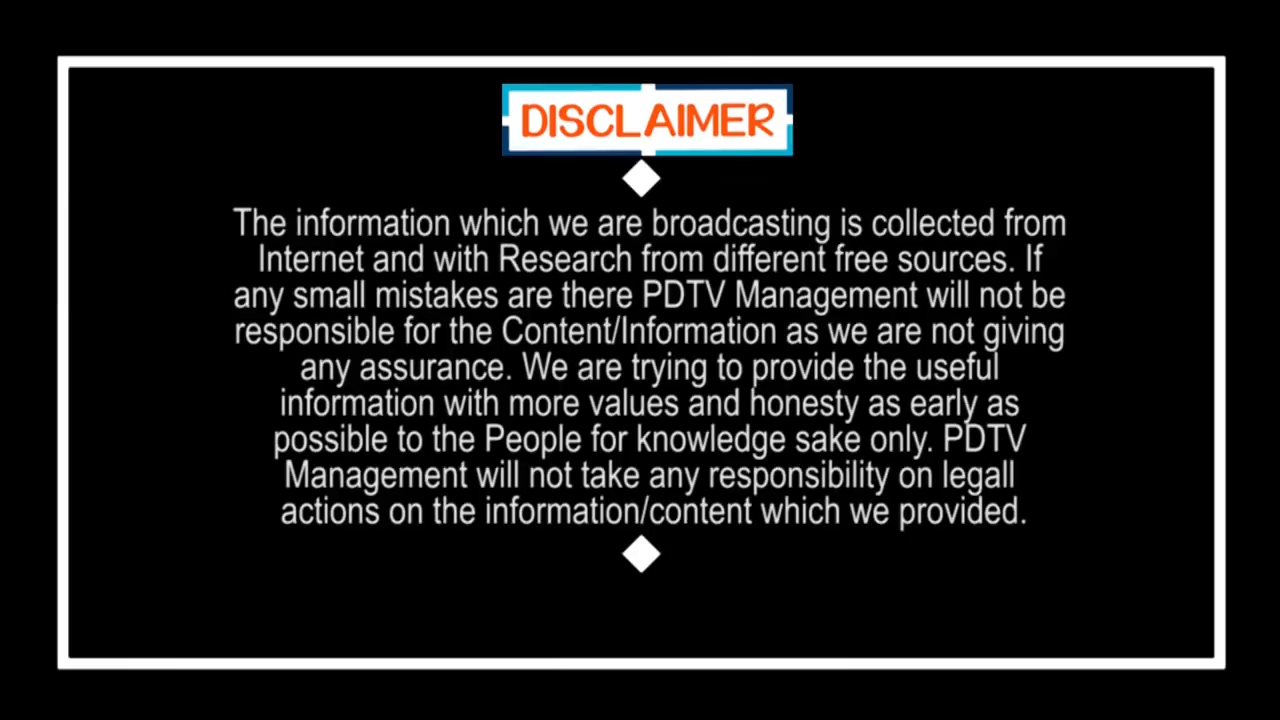 DISCLAIMER
The information which we are broadcasting is collected from
Internet and with Research from different free sources. If
any small mistakes are there PDTV Management will not be
responsible for the Content/Information as we are not giving
any assurance. We are trying to provide the useful
information with more values and honesty as early as
possible to the People for knowledge sake only. PDTV
Management will not take any responsibility on legall
actions on the information/content which we provided.